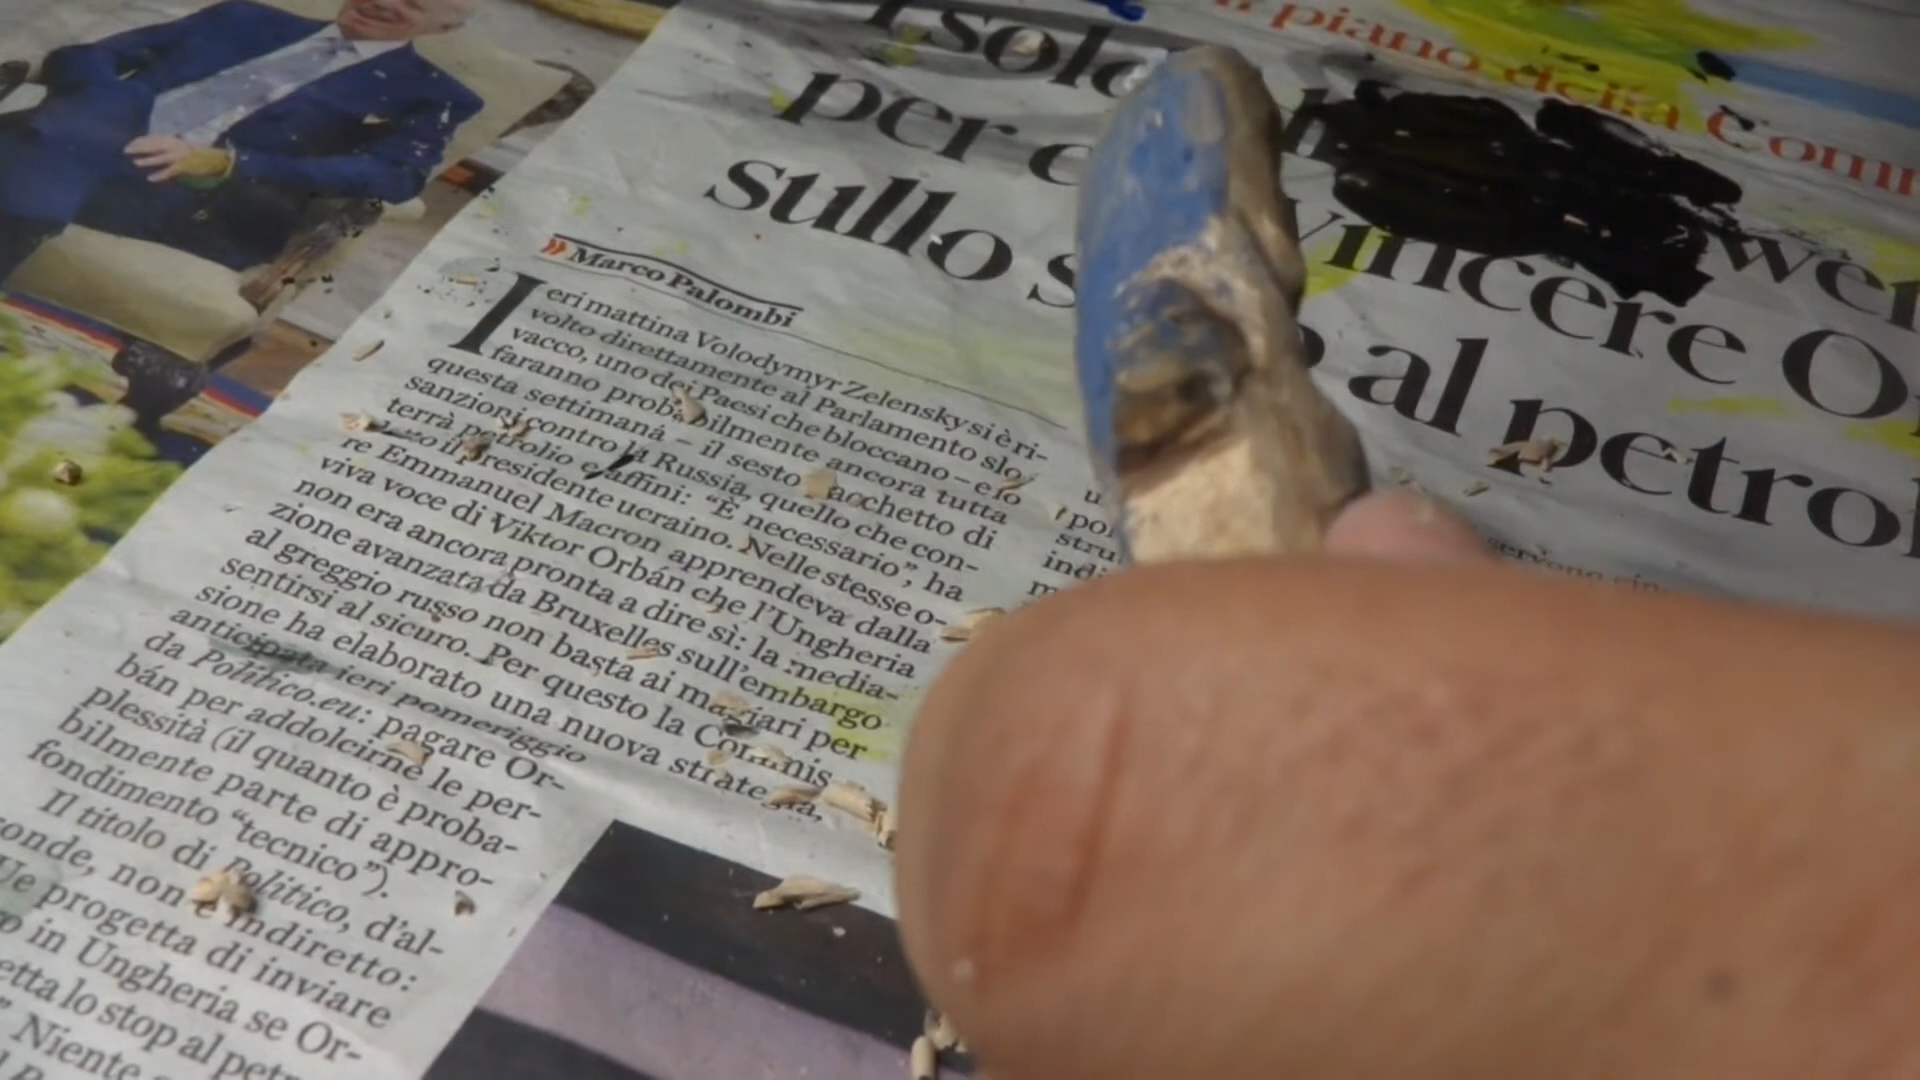 il piano della Com
Isol
per c vincere O
sullo s al petrol
Marco Palombi
Ieri mattina Volodymyr Zelensky si è ri-
volto direttamente al Parlamento slo-
vacco, uno dei Paesi che bloccano – e lo
faranno probabilmente ancora tutta
questa settimana – il sesto pacchetto di
sanzioni contro la Russia, quello che con-
terrà petrolio e affini: "È necessario", ha
detto il presidente ucraino. Nelle stesse o-
re Emmanuel Macron apprendeva dalla
viva voce di Viktor Orbán che l'Ungheria
non era ancora pronta a dire sì: la media-
zione avanzata da Bruxelles sull'embargo
al greggio russo non basta ai magiari per
sentirsi al sicuro. Per questo la Commis
sione ha elaborato una nuova strategia,
anticipata ieri pomeriggio
da Politico.eu: pagare Or-
bán per addolcirne le per-
plessità (il quanto è proba-
bilmente parte di appro-
fondimento "tecnico").
Il titolo di Politico, d'al-
onde, non è indiretto:
Ue progetta di inviare
o in Ungheria se Or-
etta lo stop al petr
" Niente
u
po
stru
indi
m